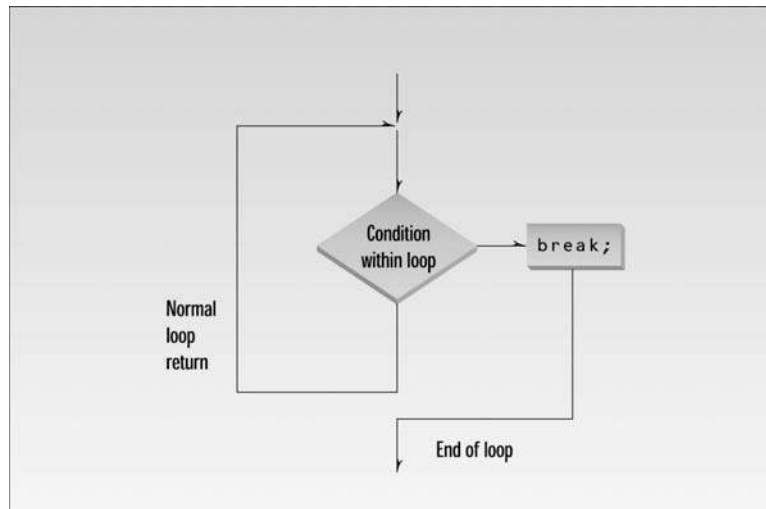 Condition
within loop
break;
Normal
loop
return
End of loop